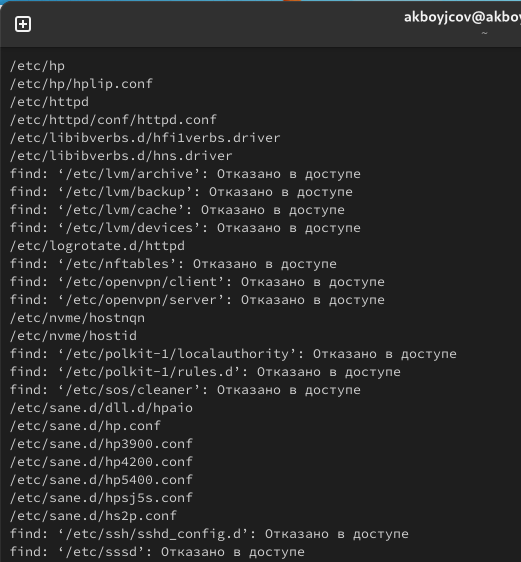 akboyjcov@akboy
~
/etc/hp
/etc/hp/hplip.conf
/etc/httpd
/etc/httpd/conf/httpd.conf
/etc/libibverbs.d/hfi1verbs.driver
/etc/libibverbs.d/hns.driver
find: ‘/etc/lvm/archive’: Отказано в доступе
find: ‘/etc/lvm/backup’: Отказано в доступе
find: ‘/etc/lvm/cache’: Отказано в доступе
find: ‘/etc/lvm/devices’: Отказано в доступе
/etc/logrotate.d/httpd
find: ‘/etc/nftables’: Отказано в доступе
find: ‘/etc/openvpn/client’: Отказано в доступе
find: ‘/etc/openvpn/server’: Отказано в доступе
/etc/nvme/hostnqn
/etc/nvme/hostid
find: ‘/etc/polkit-1/localauthority’: Отказано в доступе
find: ‘/etc/polkit-1/rules.d’: Отказано в доступе
find: ‘/etc/sos/cleaner’: Отказано в доступе
/etc/sane.d/dll.d/hpaio
/etc/sane.d/hp.conf
/etc/sane.d/hp3900.conf
/etc/sane.d/hp4200.conf
/etc/sane.d/hp5400.conf
/etc/sane.d/hpsj5s.conf
/etc/sane.d/hs2p.conf
find: ‘/etc/ssh/sshd_config.d’: Отказано в доступе
find: ‘/etc/sssd’: Отказано в доступе